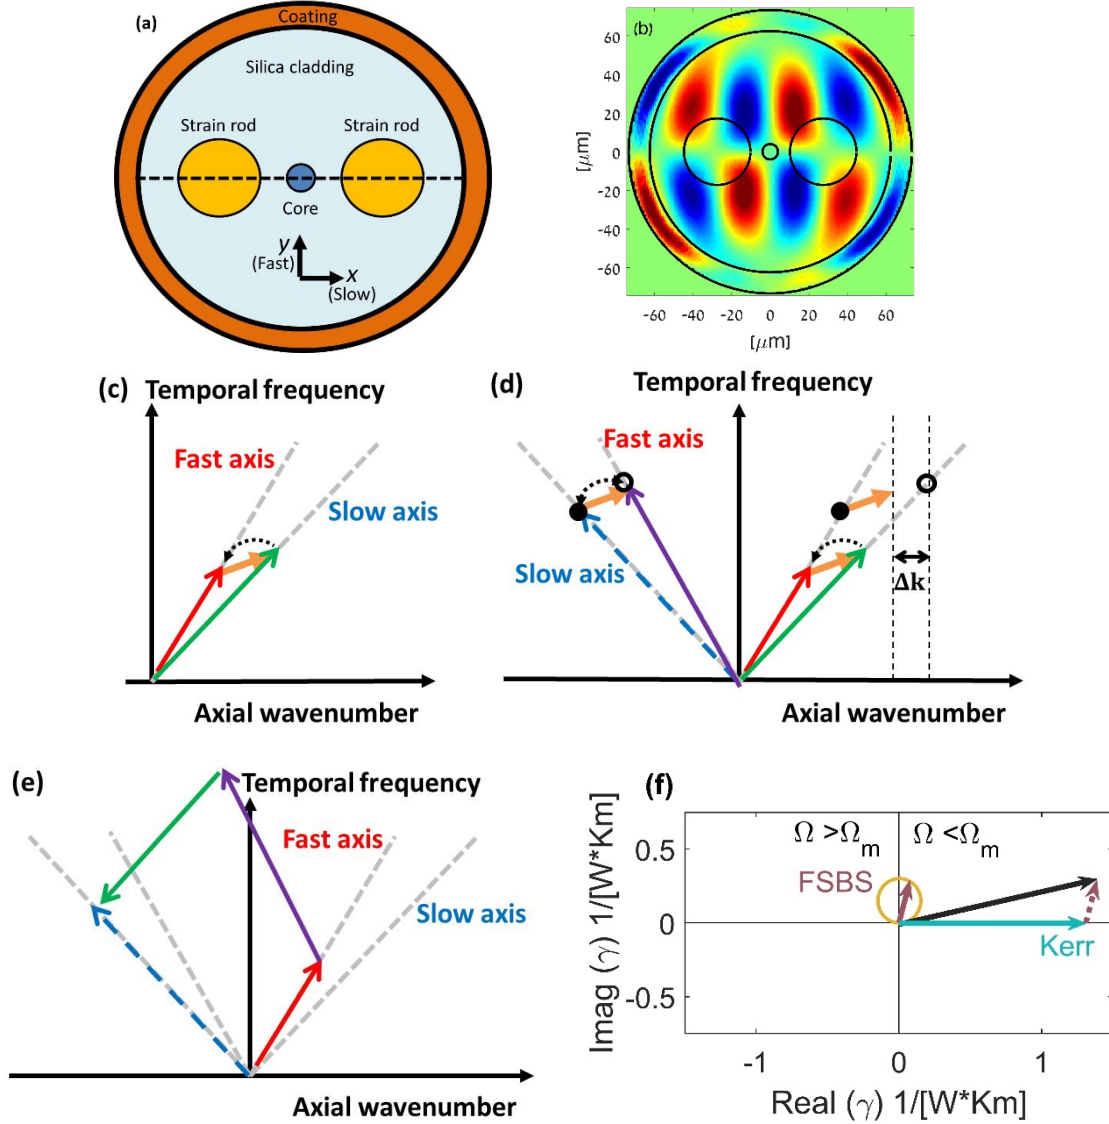 (a)
Coating
Silica cladding
Strain rod
Strain rod
Core
y
(Fast)
x
(Slow)
(b)
60
40
20
0
-20
-40
-60
[μm]
-60 -40 -20 0 20 40 60
[μm]
(c)
Temporal frequency
Fast axis
Slow axis
Axial wavenumber
(d)
Temporal frequency
Fast axis
Slow axis
Δk
Axial wavenumber
(e)
Temporal frequency
Fast axis
Slow axis
Axial wavenumber
(f)
Imag (γ) 1/[W*Km]
0.5
0
-0.5
Ω >Ωm Ω <Ωm
FSBS
Kerr
-1 0 1
Real (γ) 1/[W*Km]